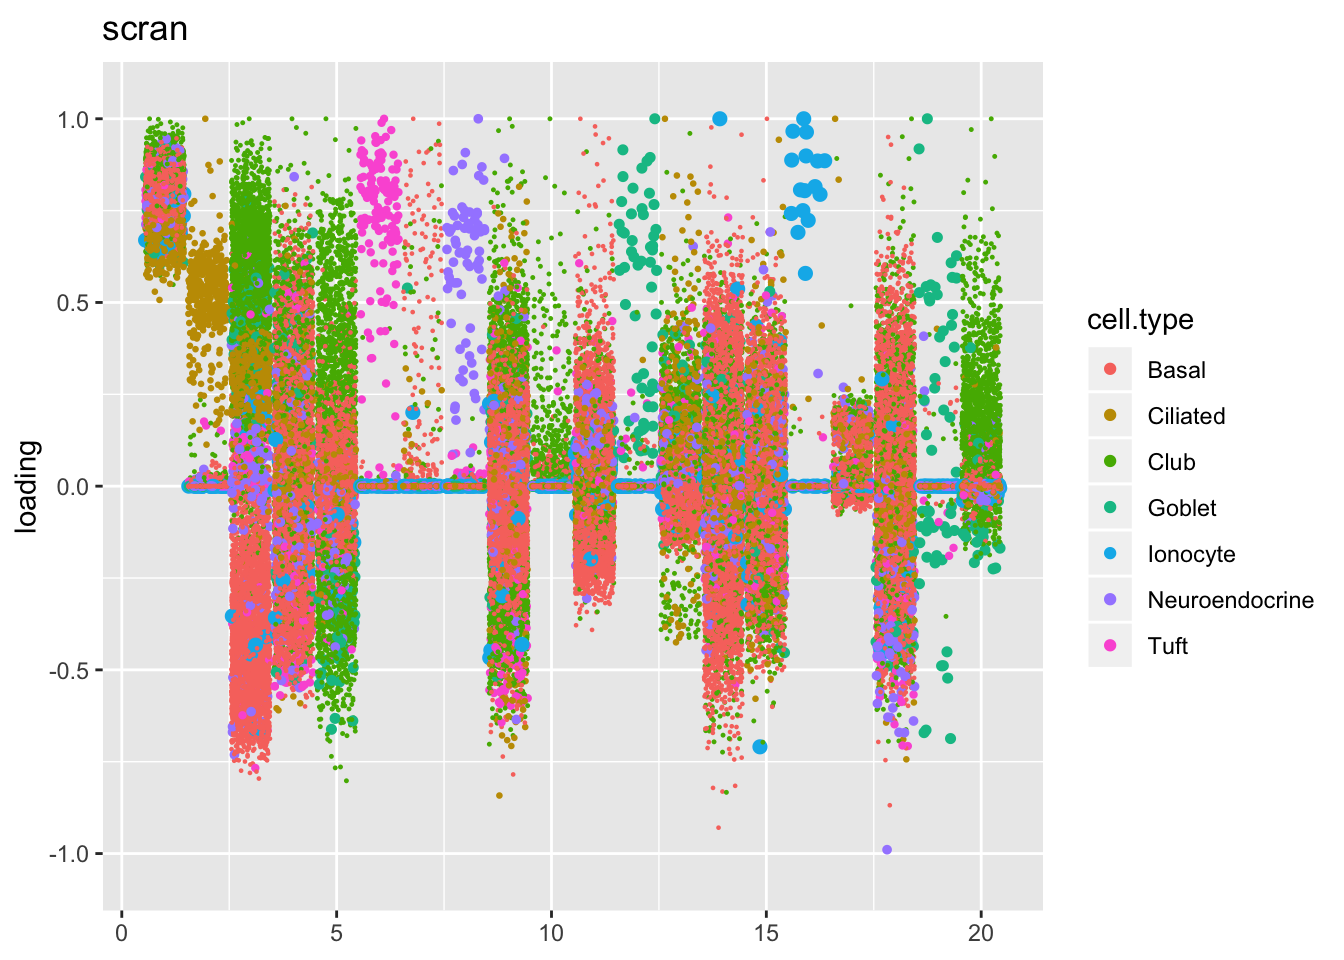 scran
1.0
0.5
0.0
-0.5
-1.0
loading
0
5
10
15
20
cell.type
Basal
Ciliated
Club
Goblet
Ionocyte
Neuroendocrine
Tuft